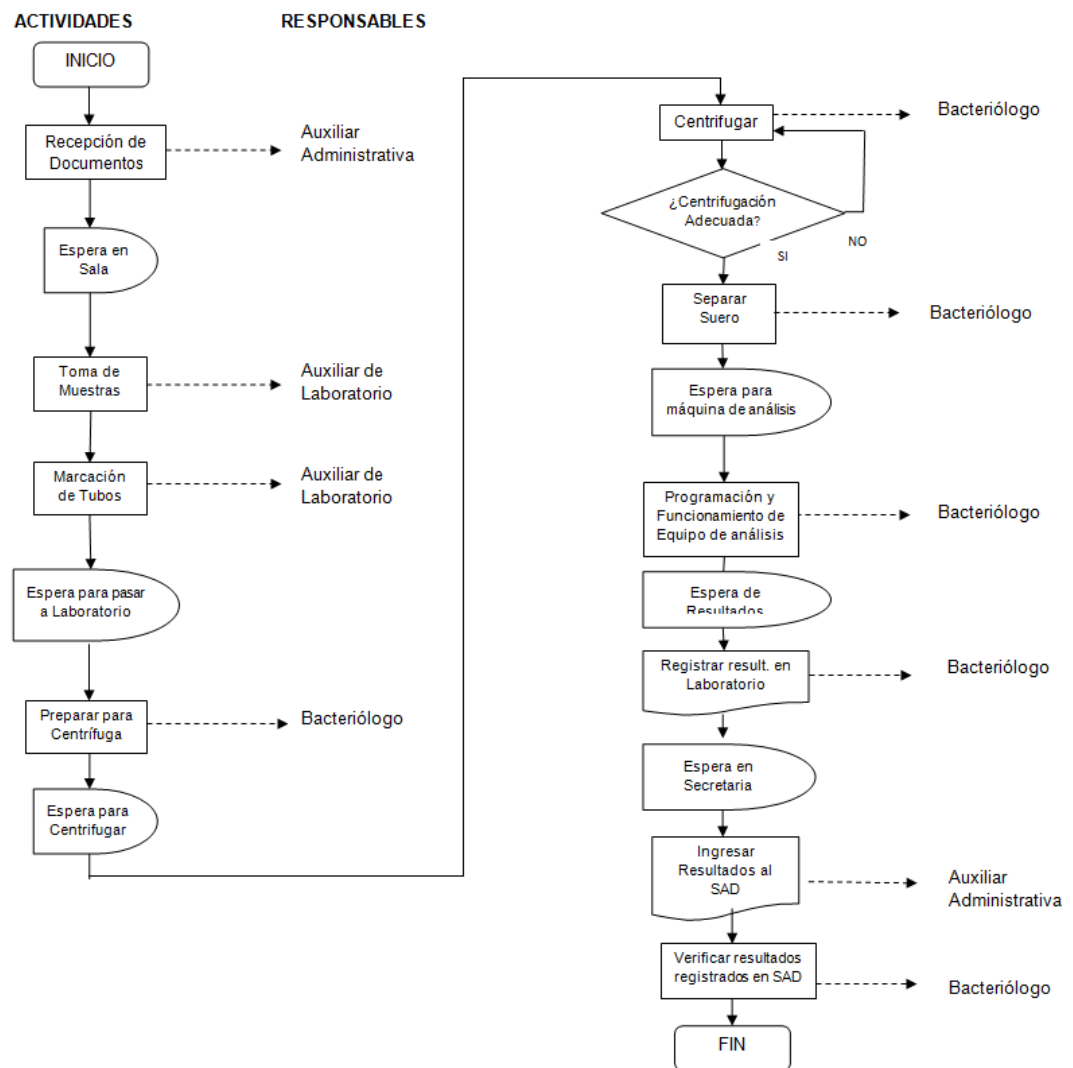 ACTIVIDADES
RESPONSABLES
INICIO
Recepción de
Documentos
Auxiliar
Administrativa
Espera en
Sala
Toma de
Muestras
Auxiliar de
Laboratorio
Marcación
de Tubos
Auxiliar de
Laboratorio
Espera para pasar
a Laboratorio
Preparar para
Centrífuga
Bacteriólogo
Espera para
Centrifugar
Centrifugar
Bacteriólogo
¿Centrifugación
Adecuada?
NO
SI
Separar
Suero
Bacteriólogo
Espera para
máquina de análisis
Programación y
Funcionamiento de
Equipo de análisis
Bacteriólogo
Espera de
Resultados
Registrar result. en
Laboratorio
Bacteriólogo
Espera en
Secretaria
Ingresar
Resultados al
SAD
Auxiliar
Administrativa
Verificar resultados
registrados en SAD
Bacteriólogo
FIN